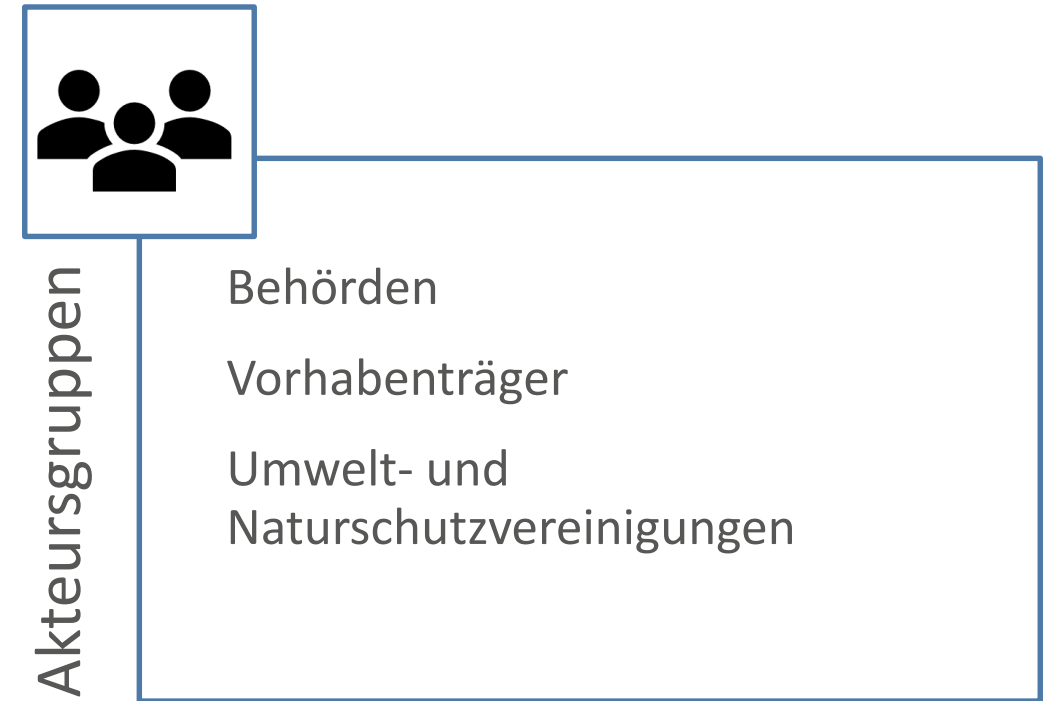 Akteursgruppen
Behörden
Vorhabenträger
Umwelt- und
Naturschutzvereinigungen